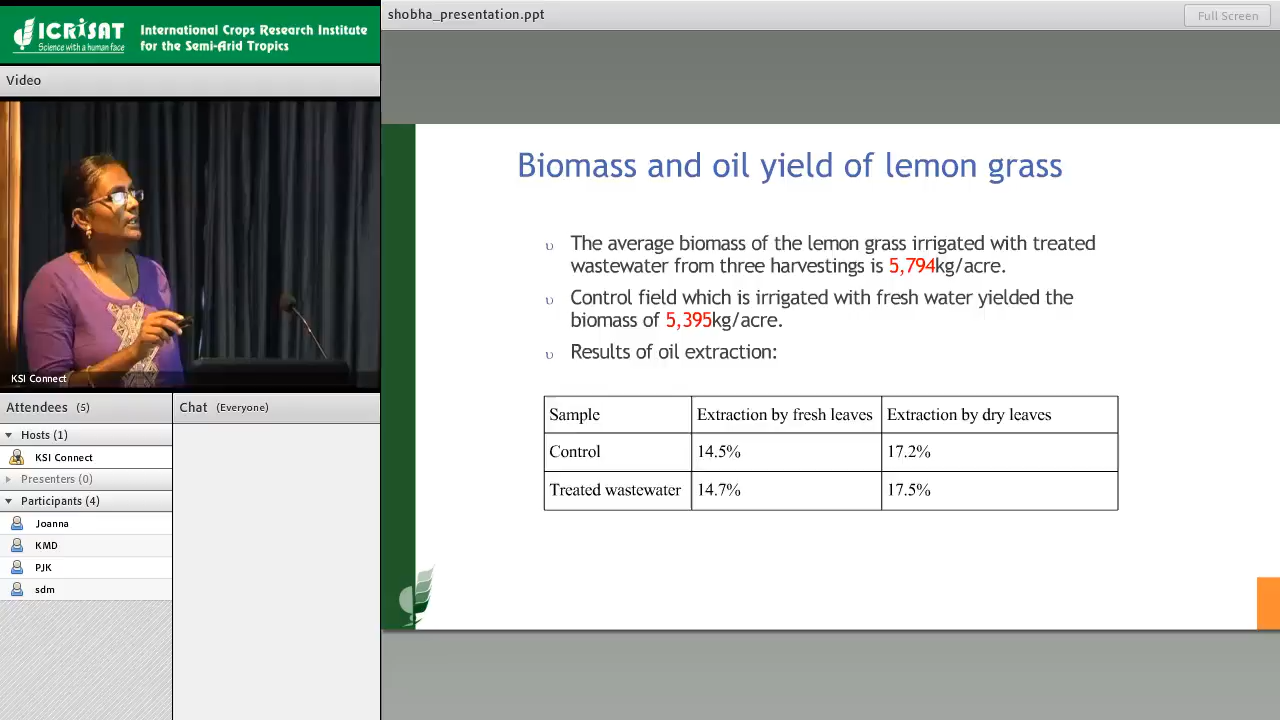 ICRISAT
Science with a human face
International Crops Research Institute
for the Semi-Arid Tropics
shobha_presentation.ppt
Full Screen
Video
KSI Connect
Attendees (5)
Hosts (1)
KSI Connect
Presenters (0)
Participants (4)
Joanna
KMD
PJK
sdm
Chat (Everyone)
Biomass and oil yield of lemon grass
υ The average biomass of the lemon grass irrigated with treated
wastewater from three harvestings is 5,794kg/acre.
υ Control field which is irrigated with fresh water yielded the
biomass of 5,395kg/acre.
υ Results of oil extraction:
Sample Extraction by fresh leaves Extraction by dry leaves
Control 14.5% 17.2%
Treated wastewater 14.7% 17.5%